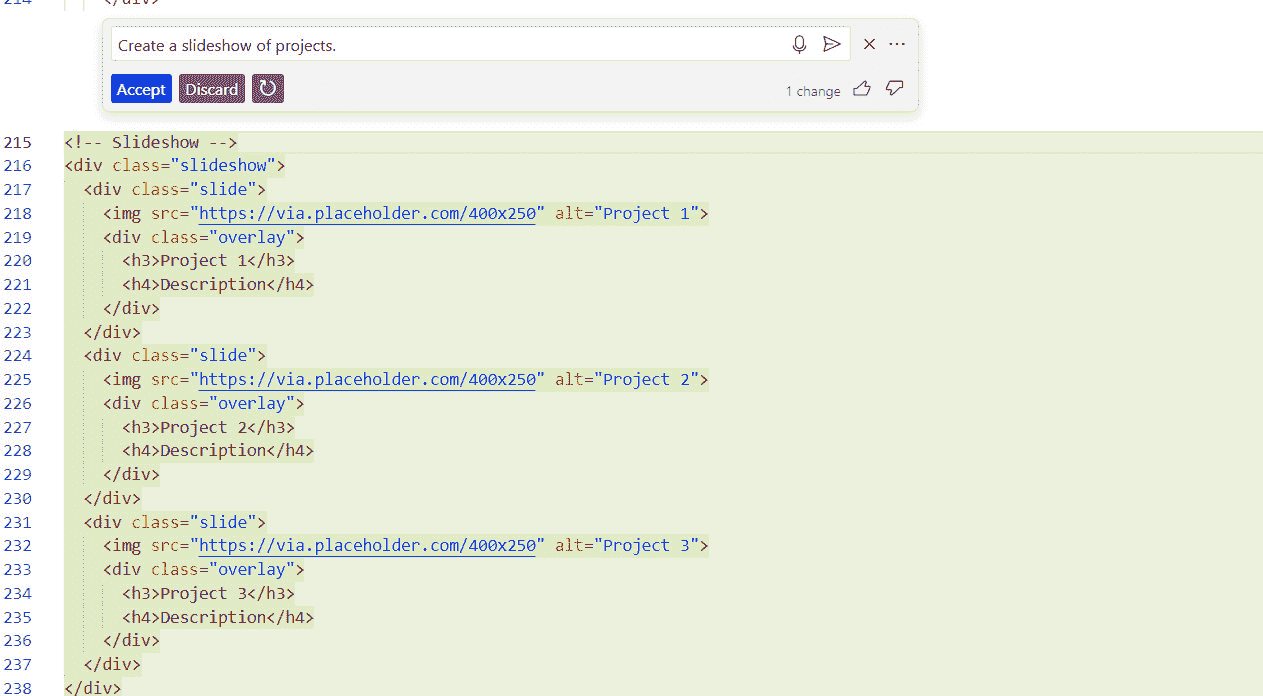 214        </div>
Create a slideshow of projects.
Accept Discard
1 change
215 <!-- Slideshow -->
216 <div class="slideshow">
217   <div class="slide">
218     <img src="https://via.placeholder.com/400x250" alt="Project 1">
219     <div class="overlay">
220       <h3>Project 1</h3>
221       <h4>Description</h4>
222     </div>
223   </div>
224   <div class="slide">
225     <img src="https://via.placeholder.com/400x250" alt="Project 2">
226     <div class="overlay">
227       <h3>Project 2</h3>
228       <h4>Description</h4>
229     </div>
230   </div>
231   <div class="slide">
232     <img src="https://via.placeholder.com/400x250" alt="Project 3">
233     <div class="overlay">
234       <h3>Project 3</h3>
235       <h4>Description</h4>
236     </div>
237   </div>
238 </div>